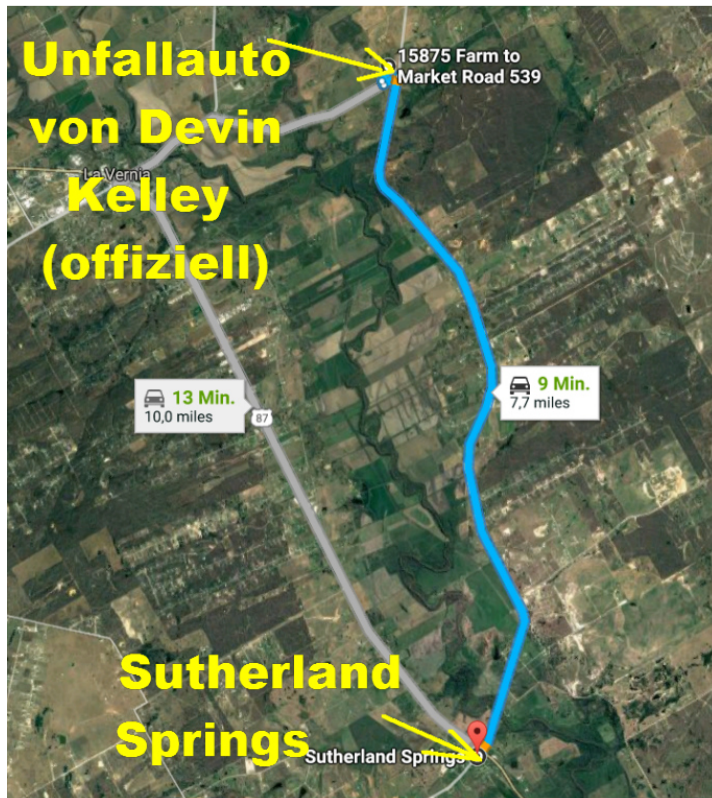 Unfallauto
von Devin
Kelley
(offiziell)
15875 Farm to
Market Road 539
La Vernia
13 Min.
10,0 miles
87
9 Min.
7,7 miles
Sutherland
Springs
Sutherland Springs